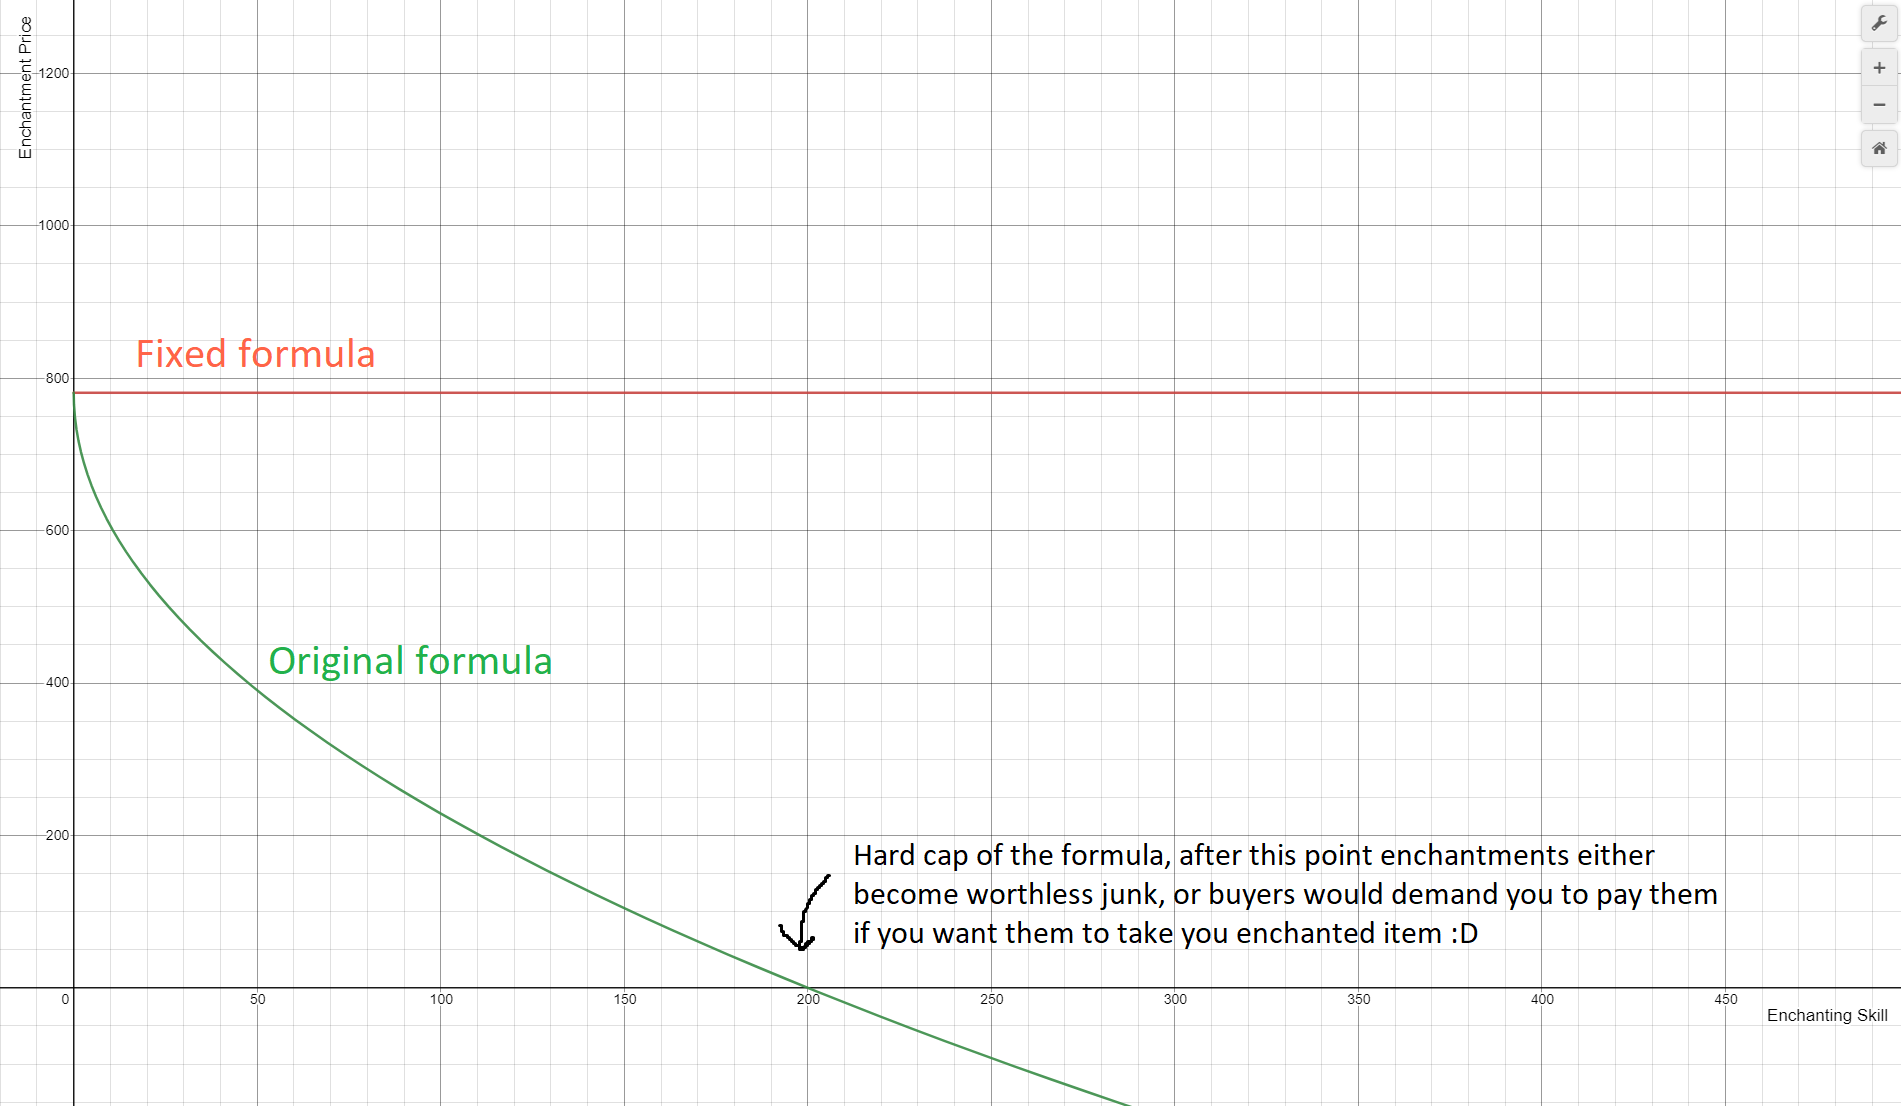 Enchantment Price
1200
1000
800
600
400
200
Fixed formula
Original formula
Hard cap of the formula, after this point enchantments either
become worthless junk, or buyers would demand you to pay them
if you want them to take you enchanted item :D
0
50
100
150
200
250
300
350
400
450
Enchanting Skill